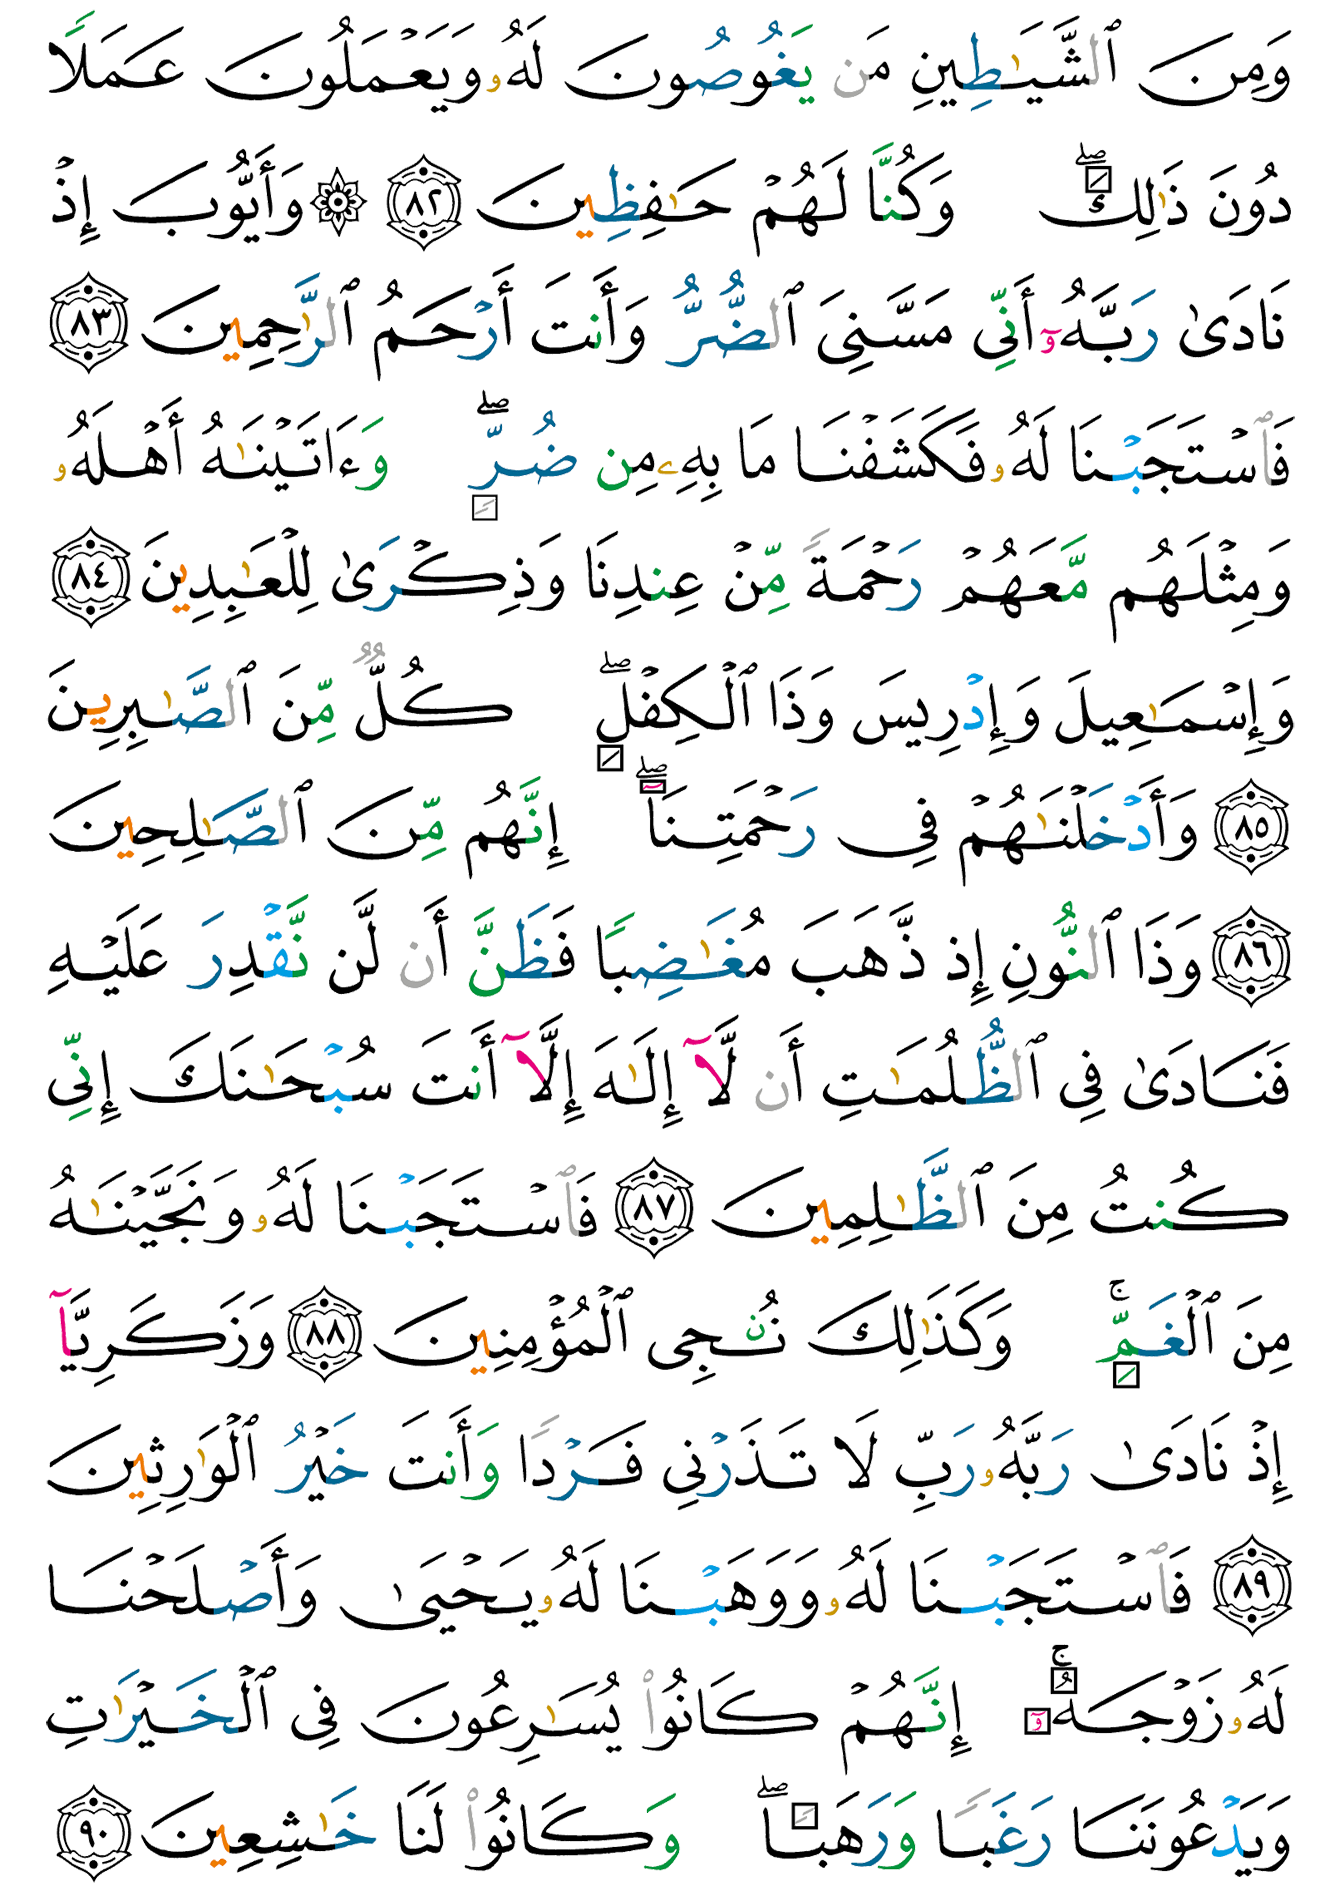 وَمِنَ ٱلشَّيَـٰطِينِ مَن يَغُوصُونَ لَهُۥ وَيَعْمَلُونَ عَمَلًا
دُونَ ذَٰلِكَ ۖ وَكُنَّا لَهُمْ حَـٰفِظِينَ ٨٢ ۞ وَأَيُّوبَ إِذْ
نَادَىٰ رَبَّهُۥٓ أَنِّى مَسَّنِىَ ٱلضُّرُّ وَأَنتَ أَرْحَمُ ٱلرَّٰحِمِينَ ٨٣
فَٱسْتَجَبْنَا لَهُۥ فَكَشَفْنَا مَا بِهِۦ مِن ضُرٍّ ۖ وَءَاتَيْنَـٰهُ أَهْلَهُۥ
وَمِثْلَهُم مَّعَهُمْ رَحْمَةً مِّنْ عِندِنَا وَذِكْرَىٰ لِلْعَـٰبِدِينَ ٨٤
وَإِسْمَـٰعِيلَ وَإِدْرِيسَ وَذَا ٱلْكِفْلِ ۖ كُلٌّ مِّنَ ٱلصَّـٰبِرِينَ
٨٥ وَأَدْخَلْنَـٰهُمْ فِى رَحْمَتِنَآ ۖ إِنَّهُم مِّنَ ٱلصَّـٰلِحِينَ
٨٦ وَذَا ٱلنُّونِ إِذ ذَّهَبَ مُغَـٰضِبًا فَظَنَّ أَن لَّن نَّقْدِرَ عَلَيْهِ
فَنَادَىٰ فِى ٱلظُّلُمَـٰتِ أَن لَّآ إِلَـٰهَ إِلَّآ أَنتَ سُبْحَـٰنَكَ إِنِّى
كُنتُ مِنَ ٱلظَّـٰلِمِينَ ٨٧ فَٱسْتَجَبْنَا لَهُۥ وَنَجَّيْنَـٰهُ
مِنَ ٱلْغَمِّ ۚ وَكَذَٰلِكَ نُـۨجِى ٱلْمُؤْمِنِينَ ٨٨ وَزَكَرِيَّآ
إِذْ نَادَىٰ رَبَّهُۥ رَبِّ لَا تَذَرْنِى فَرْدًا وَأَنتَ خَيْرُ ٱلْوَٰرِثِينَ
٨٩ فَٱسْتَجَبْنَا لَهُۥ وَوَهَبْنَا لَهُۥ يَحْيَىٰ وَأَصْلَحْنَا
لَهُۥ زَوْجَهُۥٓ ۚ إِنَّهُمْ كَانُوا۟ يُسَـٰرِعُونَ فِى ٱلْخَيْرَٰتِ
وَيَدْعُونَنَا رَغَبًا وَرَهَبًا ۖ وَكَانُوا۟ لَنَا خَـٰشِعِينَ ٩٠